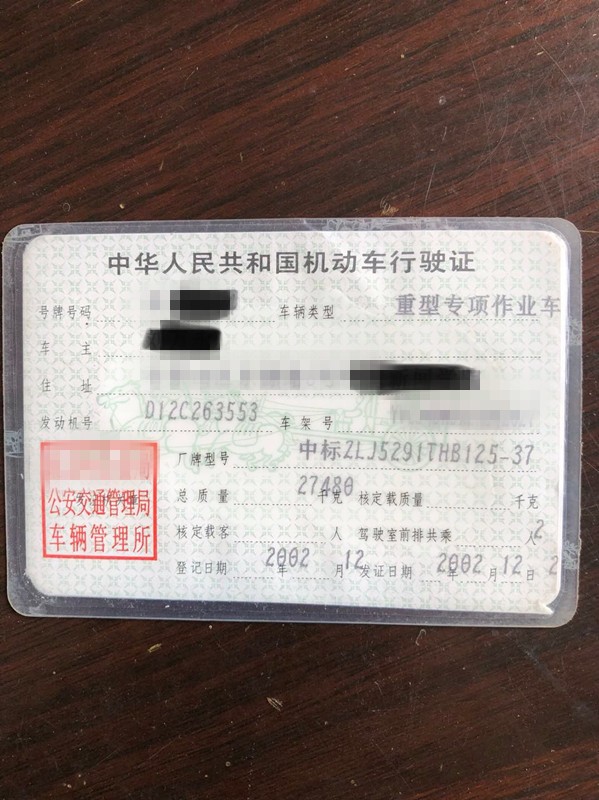 中华人民共和国机动车行驶证
号牌号码 车辆类型 重型专项作业车
车 主
住 址
发动机号 D12C263553 车架号
厂牌型号 中标ZLJ5291THB125-37
总质量 27480 千克 核定载质量 千克
核定载客 人 驾驶室前排共乘 2 人
登记日期 2002 年 12 月 发证日期 2002 年 12 月 2
公安交通管理局
车辆管理所